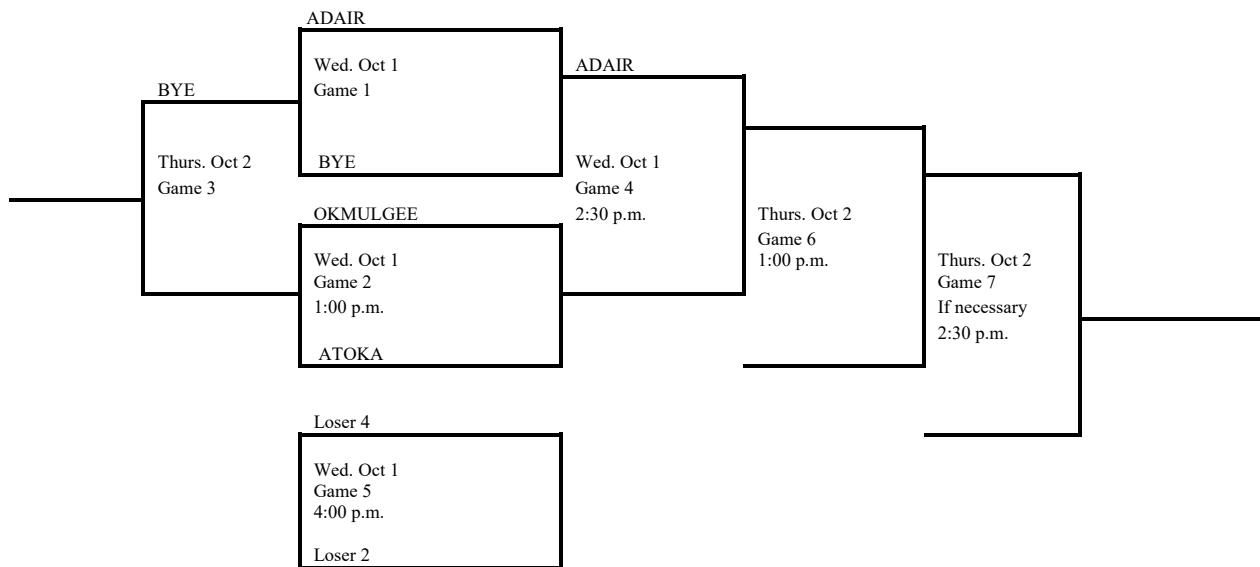 ADAIR
Wed. Oct 1
Game 1
ADAIR
BYE
Thurs. Oct 2
Game 3
BYE
Wed. Oct 1
Game 4
2:30 p.m.
OKMULGEE
Thurs. Oct 2
Game 6
1:00 p.m.
Wed. Oct 1
Game 2
1:00 p.m.
Thurs. Oct 2
Game 7
If necessary
2:30 p.m.
ATOKA
Loser 4
Wed. Oct 1
Game 5
4:00 p.m.
Loser 2